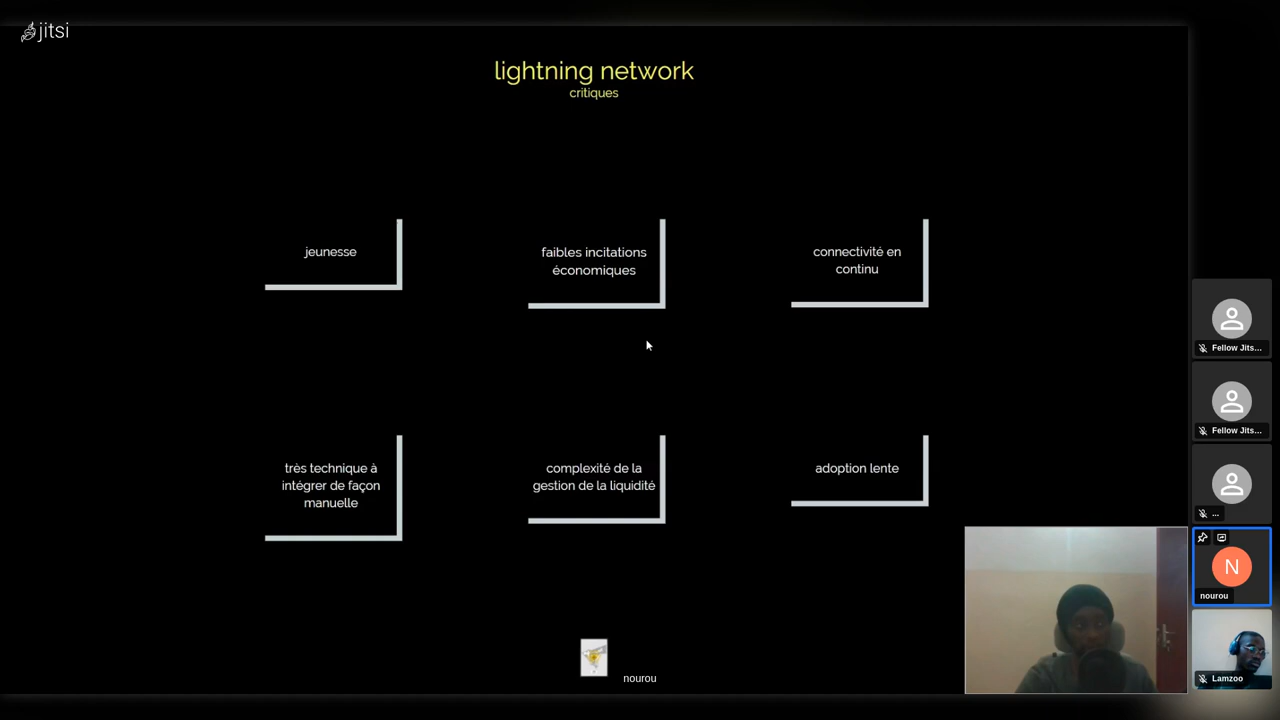 jitsi
lightning network
critiques
jeunesse
faibles incitations
économiques
connectivité en
continu
très technique à
intégrer de façon
manuelle
complexité de la
gestion de la liquidité
adoption lente
nourou
Fellow Jits...
Fellow Jits...
...
N
nourou
Lamzoo